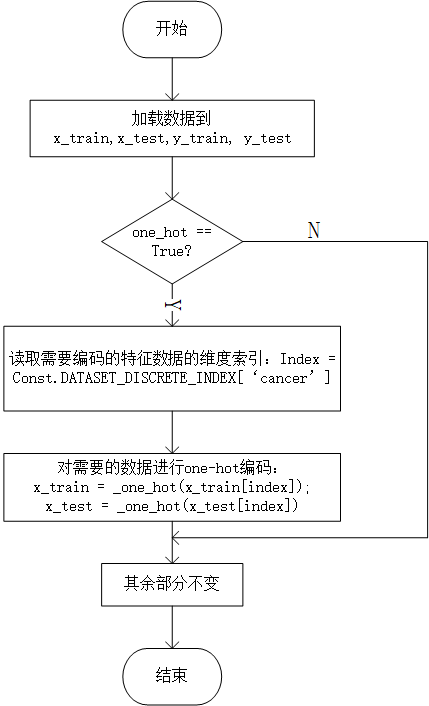 开始
加载数据到
x_train,x_test,y_train, y_test
one_hot ==
True?
N
Y
读取需要编码的特征数据的维度索引：Index =
Const.DATASET_DISCRETE_INDEX[‘cancer’]
对需要的数据进行one-hot编码：
x_train = _one_hot(x_train[index]);
x_test = _one_hot(x_test[index])
其余部分不变
结束